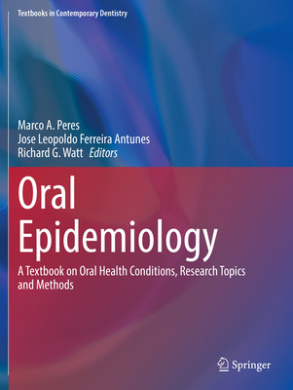 Textbooks in Contemporary Dentistry
Marco A. Peres
Jose Leopoldo Ferreira Antunes
Richard G. Watt Editors
Oral
Epidemiology
A Textbook on Oral Health Conditions, Research Topics
and Methods
Springer